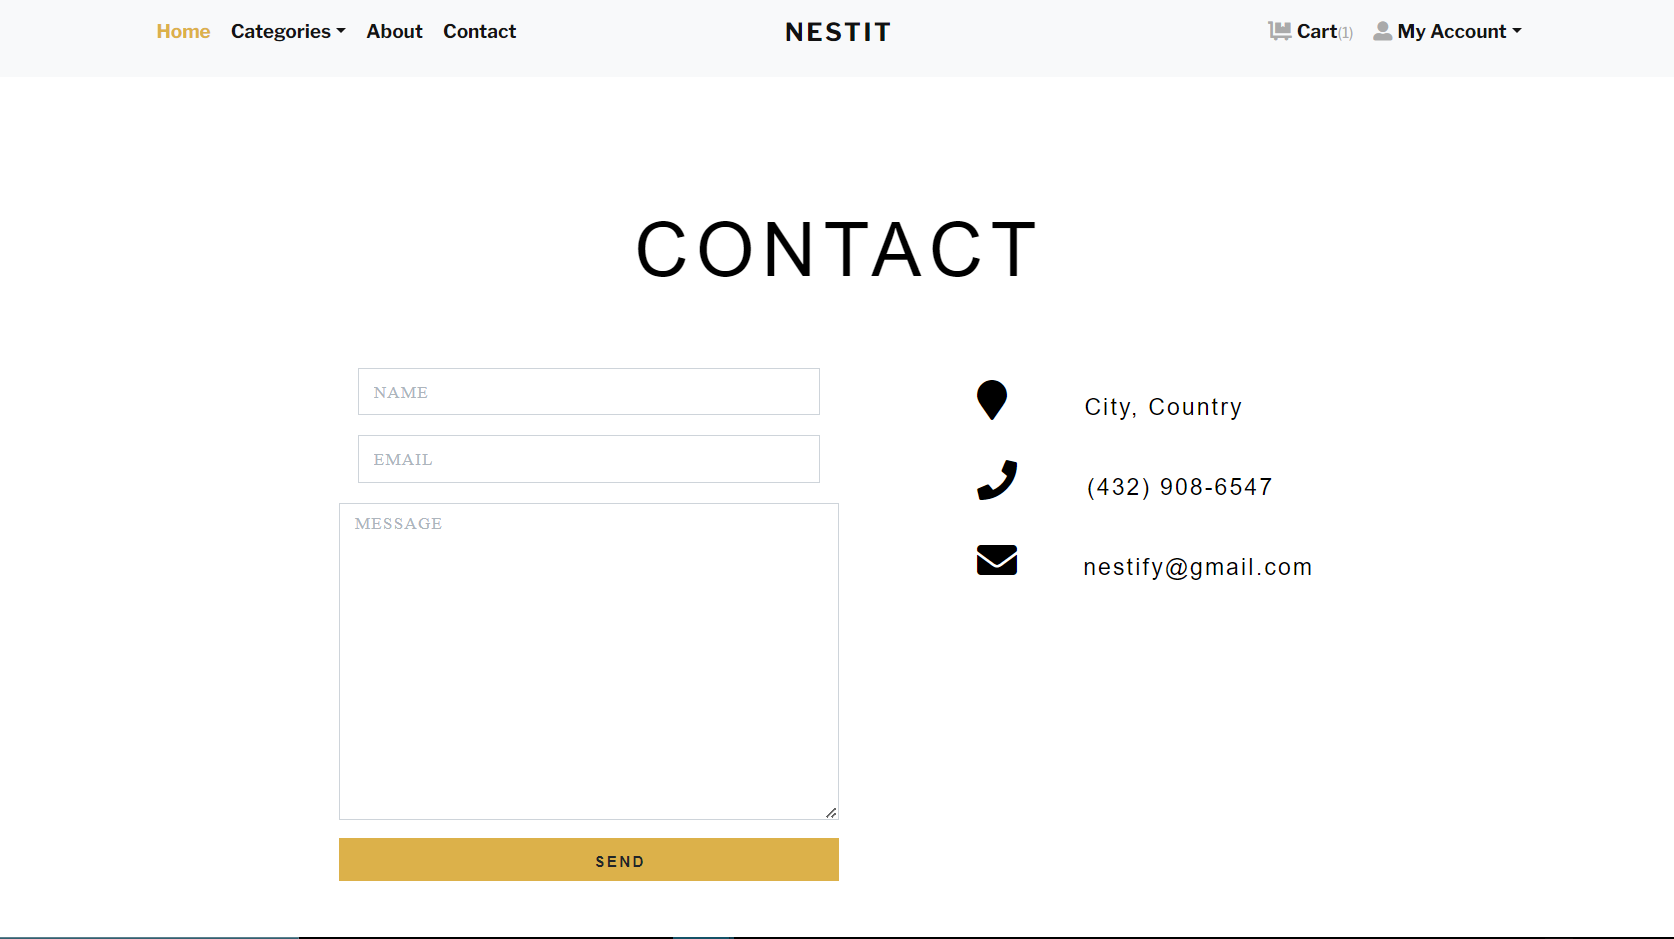 Home Categories About Contact NESTIT Cart(1) My Account
CONTACT
NAME
EMAIL
MESSAGE
SEND
City, Country
(432) 908-6547
nestify@gmail.com